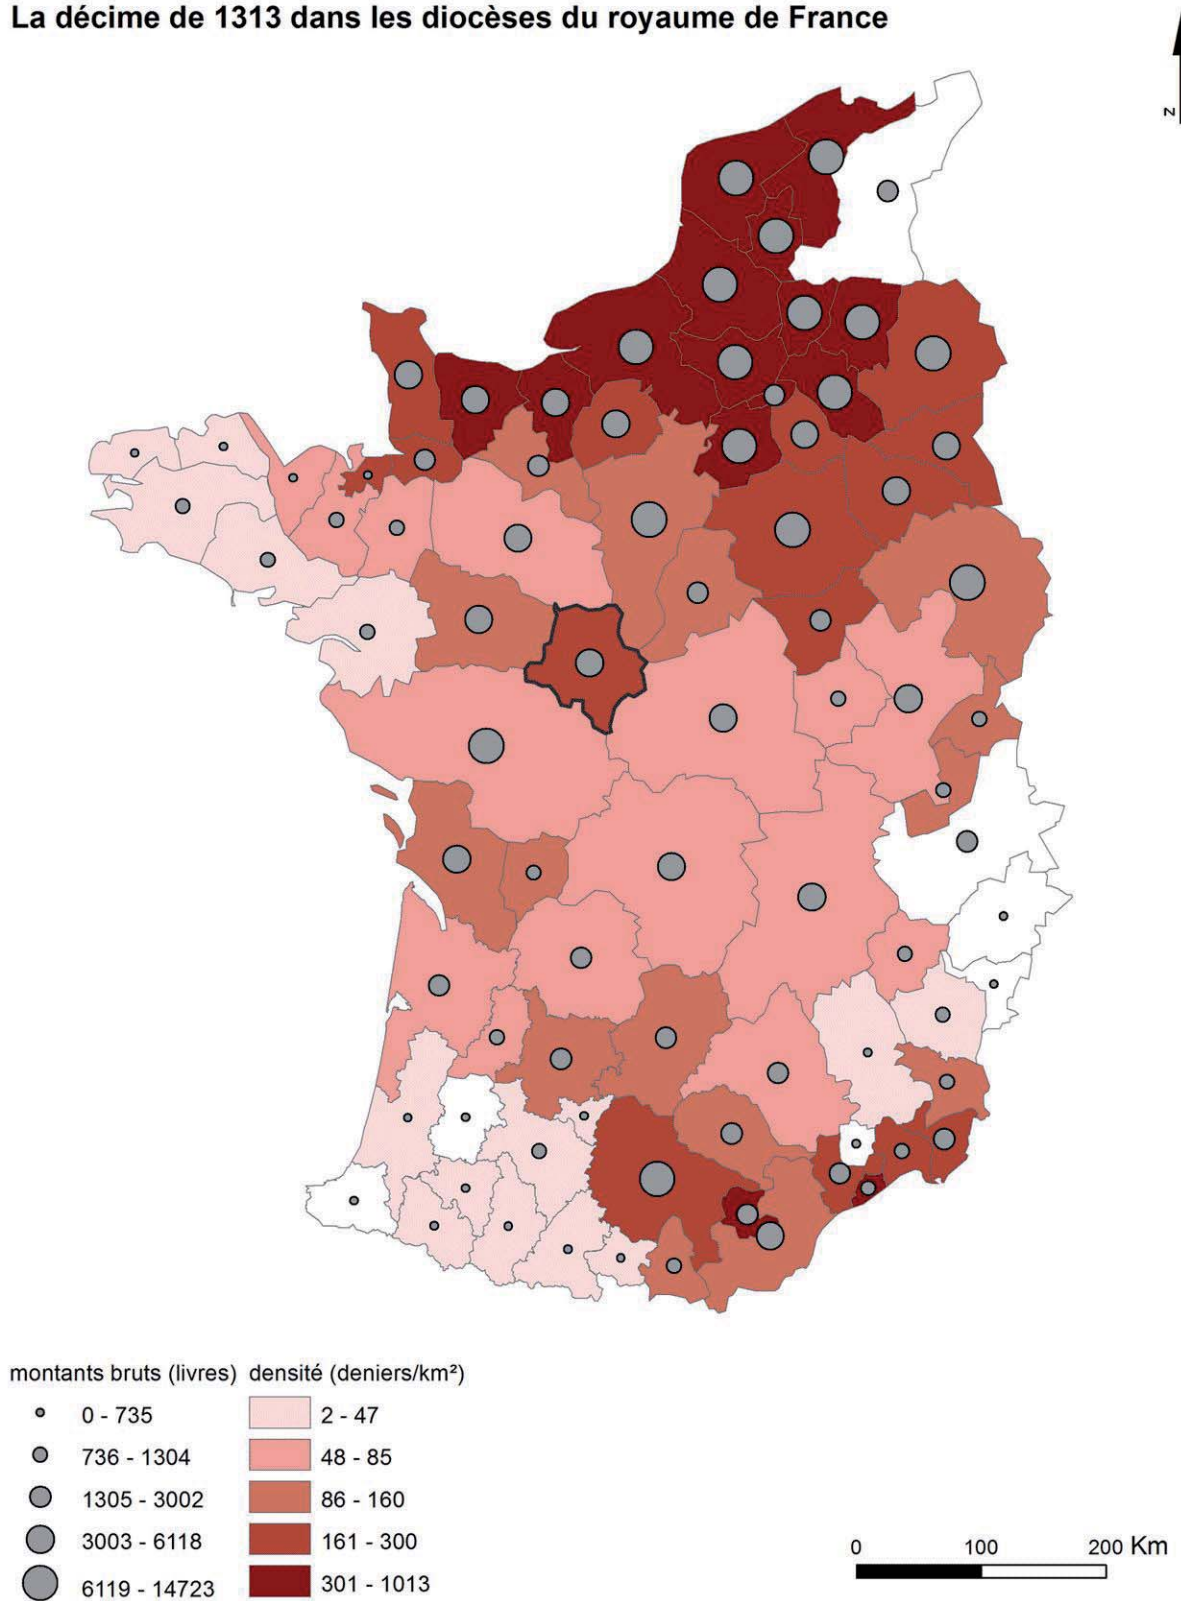 La décime de 1313 dans les diocèses du royaume de France
N
montants bruts (livres) densité (deniers/km²)
0 - 735 2 - 47
736 - 1304 48 - 85
1305 - 3002 86 - 160
3003 - 6118 161 - 300
6119 - 14723 301 - 1013
0 100 200 Km